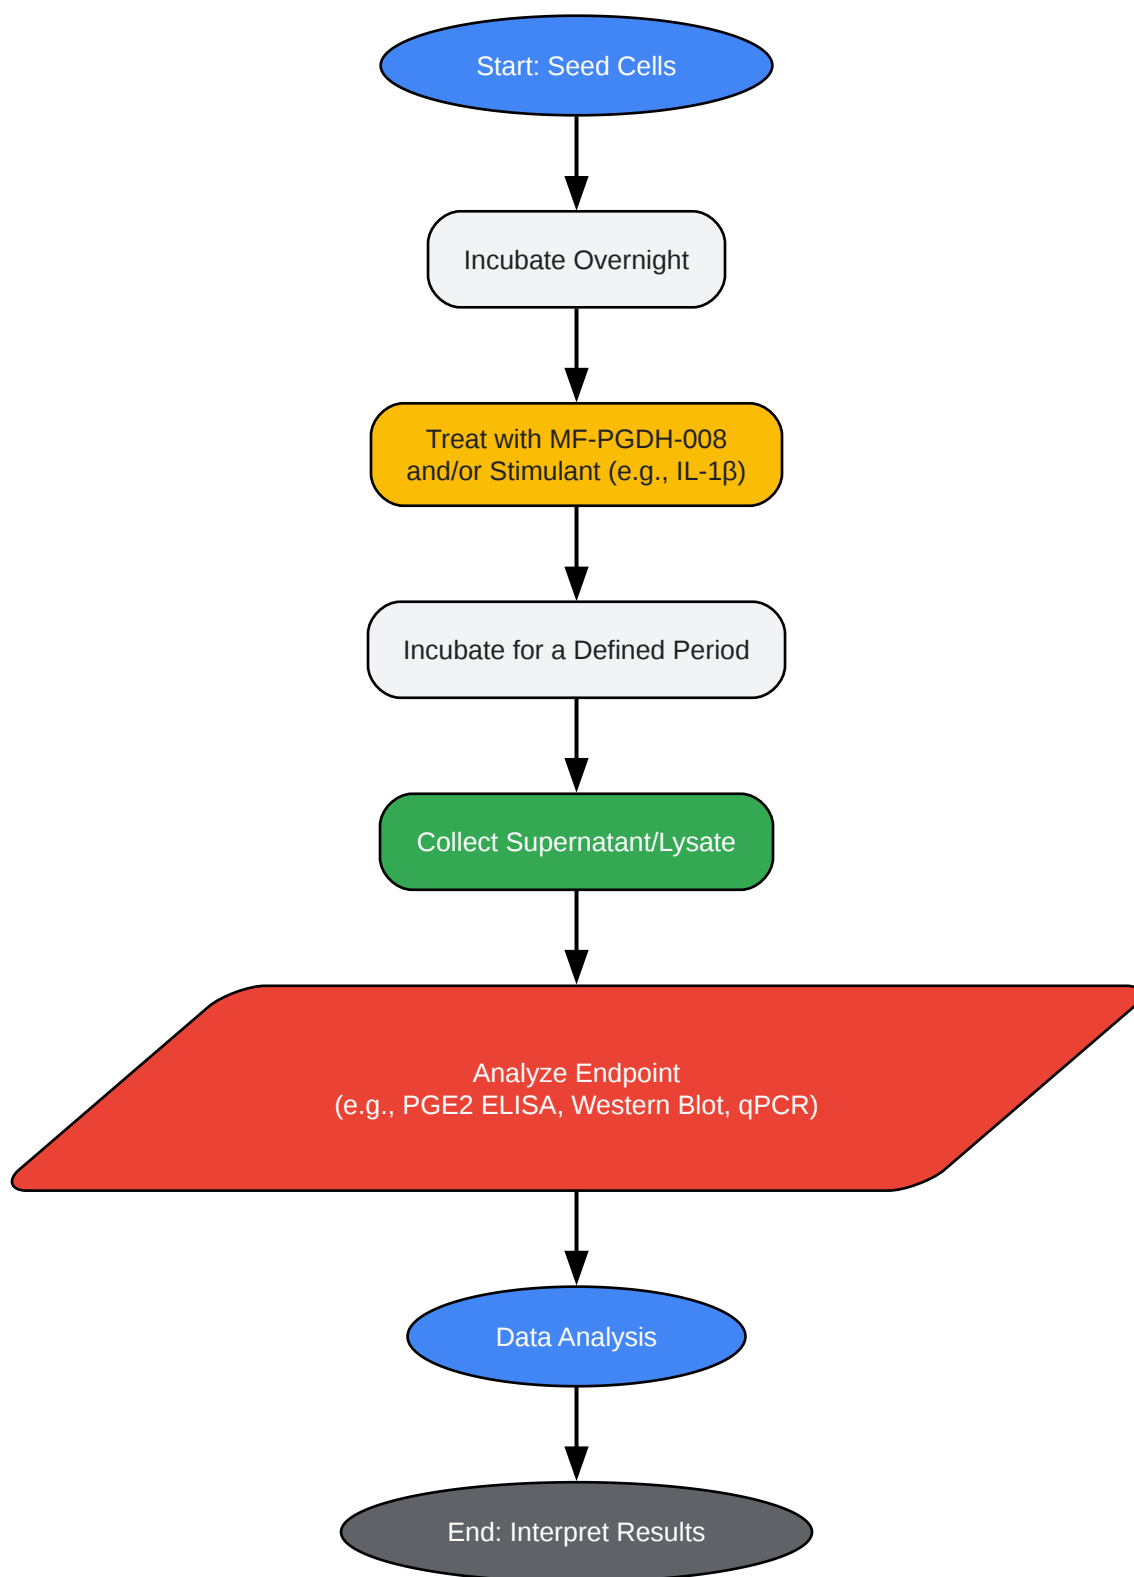 Start: Seed Cells
Incubate Overnight
Treat with MF-PGDH-008
and/or Stimulant (e.g., IL-1β)
Incubate for a Defined Period
Collect Supernatant/Lysate
Analyze Endpoint
(e.g., PGE2 ELISA, Western Blot, qPCR)
Data Analysis
End: Interpret Results